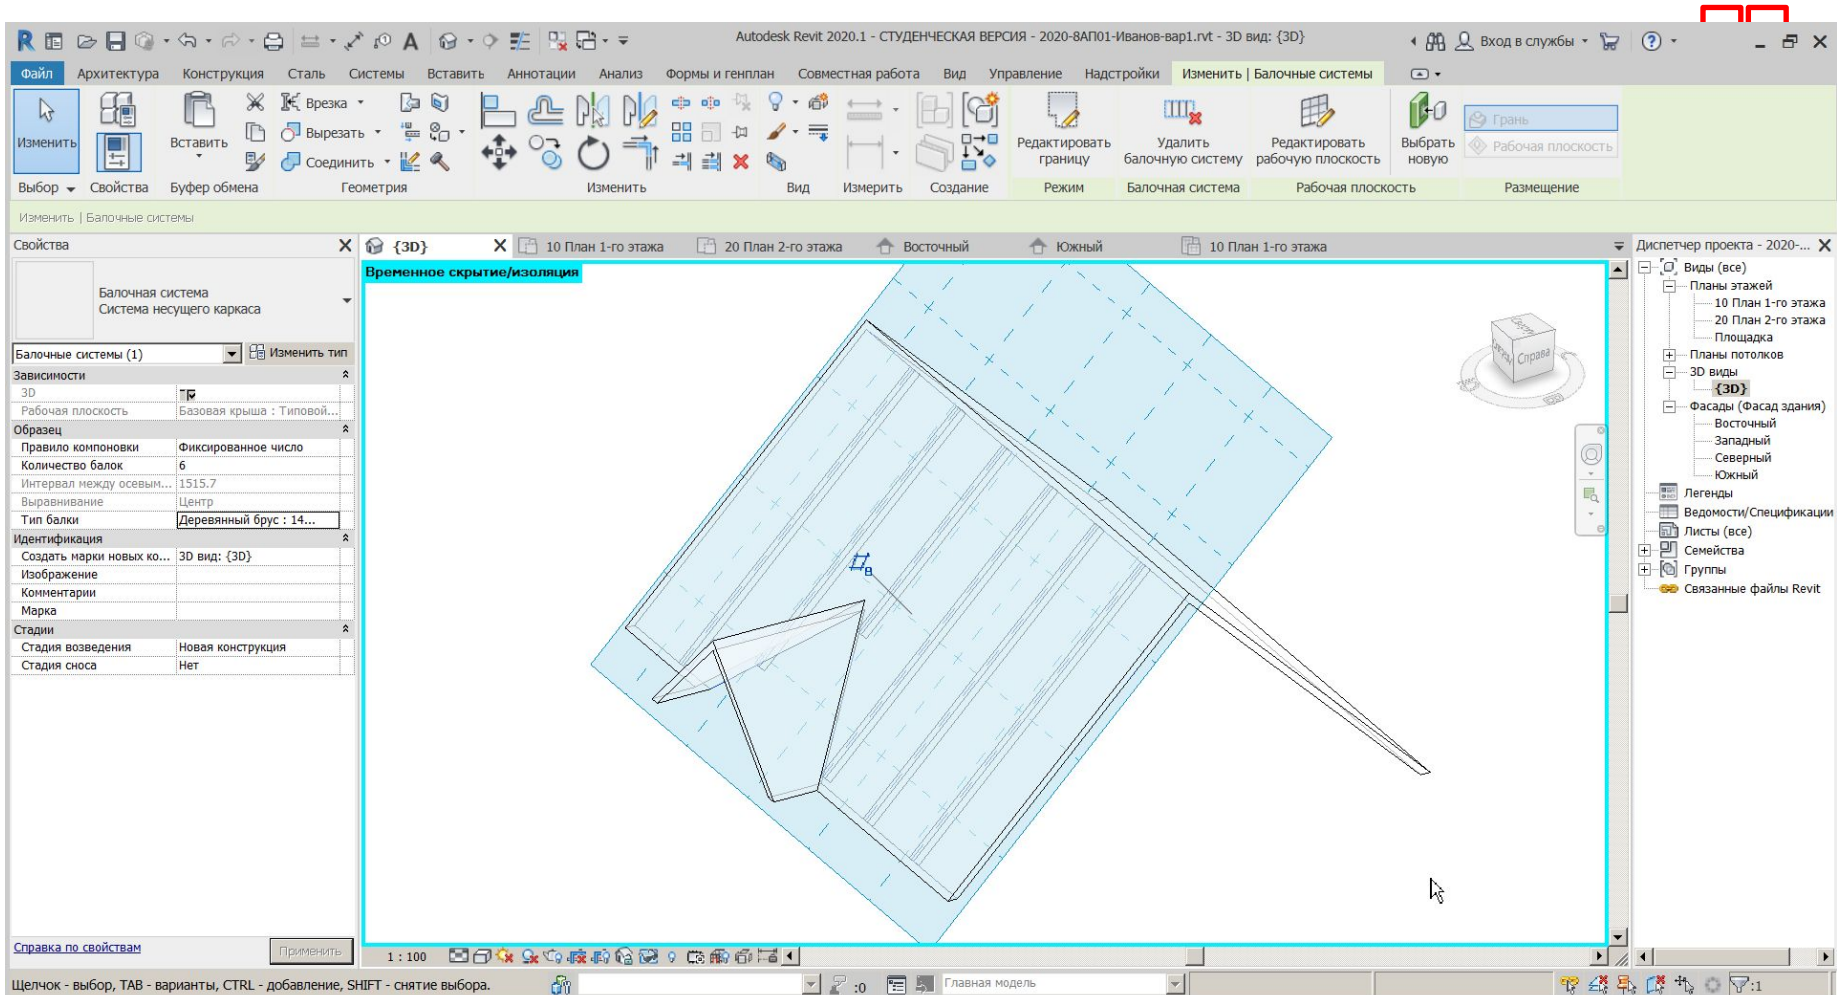 Autodesk Revit 2020.1 - СТУДЕНЧЕСКАЯ ВЕРСИЯ - 2020-8АП01-Иванов-вар1.rvt - 3D вид: {3D}
Вход в службы
Файл Архитектура Конструкция Сталь Системы Вставить Аннотации Анализ Формы и генплан Совместная работа Вид Управление Надстройки Изменить | Балочные системы
Изменить
Вставить
Врезка
Вырезать
Соединить
Редактировать границу
Удалить балочную систему
Редактировать рабочую плоскость
Выбрать новую
Грань
Рабочая плоскость
Выбор Свойства Буфер обмена Геометрия Изменить Вид Измерить Создание Режим Балочная система Рабочая плоскость Размещение
Изменить | Балочные системы
Свойства
{3D} 10 План 1-го этажа 20 План 2-го этажа Восточный Южный 10 План 1-го этажа
Диспетчер проекта - 2020-...
Временное скрытие/изоляция
Балочная система
Система несущего каркаса
Балочные системы (1) Изменить тип
Зависимости
3D
Рабочая плоскость Базовая крыша : Типовой...
Образец
Правило компоновки Фиксированное число
Количество балок 6
Интервал между осевым... 1515.7
Выравнивание Центр
Тип балки Деревянный брус : 14...
Идентификация
Создать марки новых ко... 3D вид: {3D}
Изображение
Комментарии
Марка
Стадии
Стадия возведения Новая конструкция
Стадия сноса Нет
Справка по свойствам Применить
Справа
Виды (все)
Планы этажей
10 План 1-го этажа
20 План 2-го этажа
Площадка
Планы потолков
3D виды
{3D}
Фасады (Фасад здания)
Восточный
Западный
Северный
Южный
Легенды
Ведомости/Спецификации
Листы (все)
Семейства
Группы
Связанные файлы Revit
1 : 100
Щелчок - выбор, TAB - варианты, CTRL - добавление, SHIFT - снятие выбора. :0 Главная модель :1